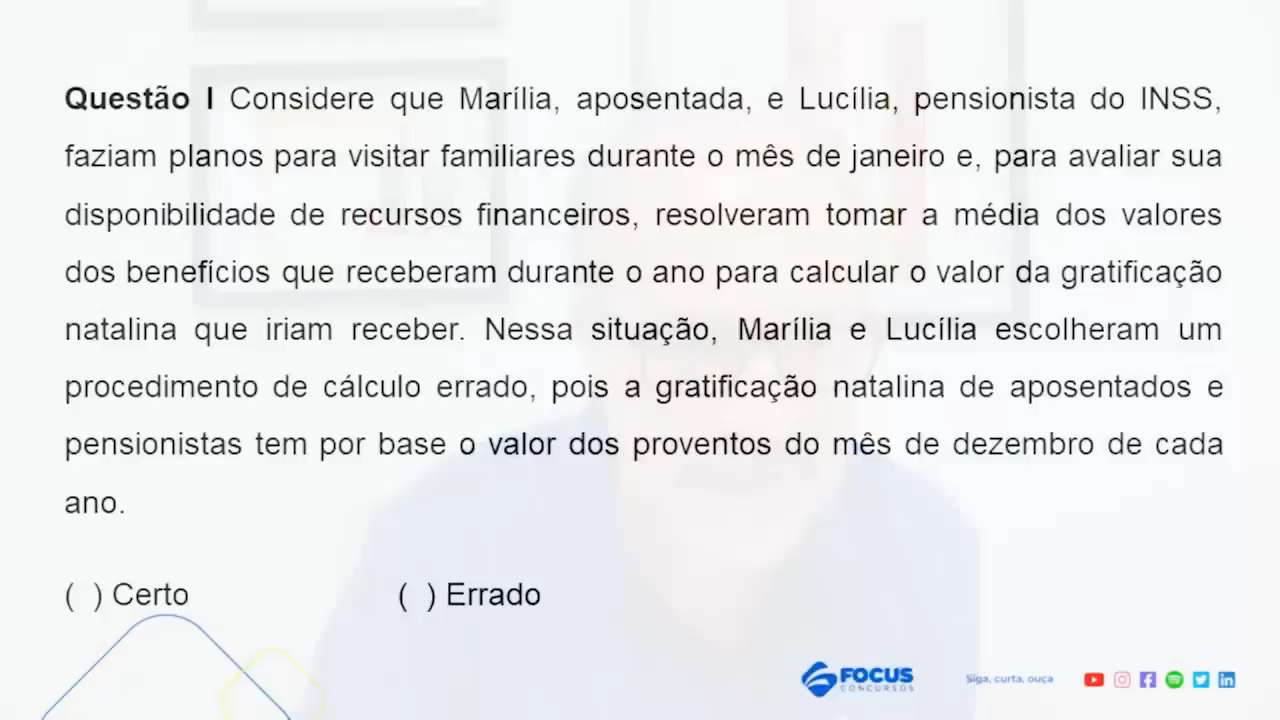 Questão I Considere que Marília, aposentada, e Lucília, pensionista do INSS,
faziam planos para visitar familiares durante o mês de janeiro e, para avaliar sua
disponibilidade de recursos financeiros, resolveram tomar a média dos valores
dos benefícios que receberam durante o ano para calcular o valor da gratificação
natalina que iriam receber. Nessa situação, Marília e Lucília escolheram um
procedimento de cálculo errado, pois a gratificação natalina de aposentados e
pensionistas tem por base o valor dos proventos do mês de dezembro de cada
ano.
( ) Certo ( ) Errado
FOCUS
CONCURSOS
Siga, curta, ouça